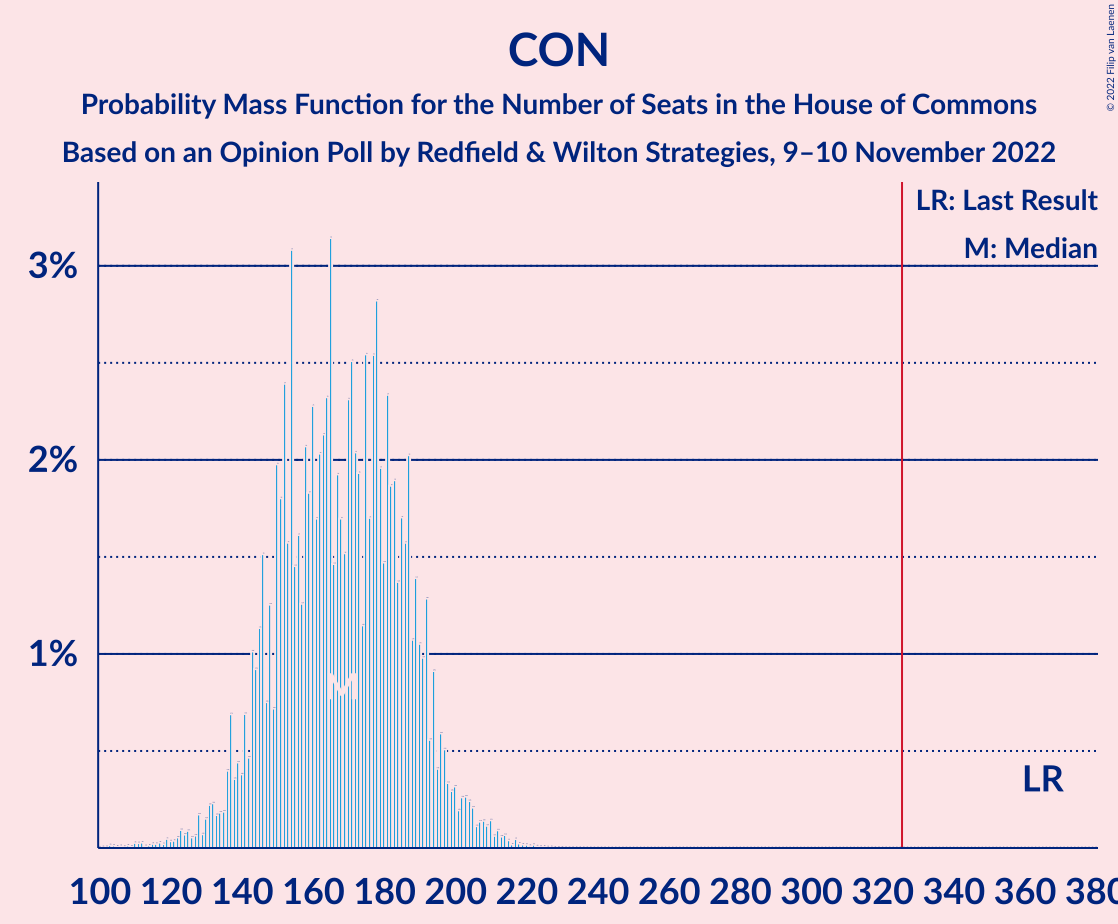 CON
Probability Mass Function for the Number of Seats in the House of Commons
Based on an Opinion Poll by Redfield & Wilton Strategies, 9–10 November 2022
© 2022 Filip van Laenen
LR: Last Result
M: Median
3%
2%
1%
M
LR
100 120 140 160 180 200 220 240 260 280 300 320 340 360 380